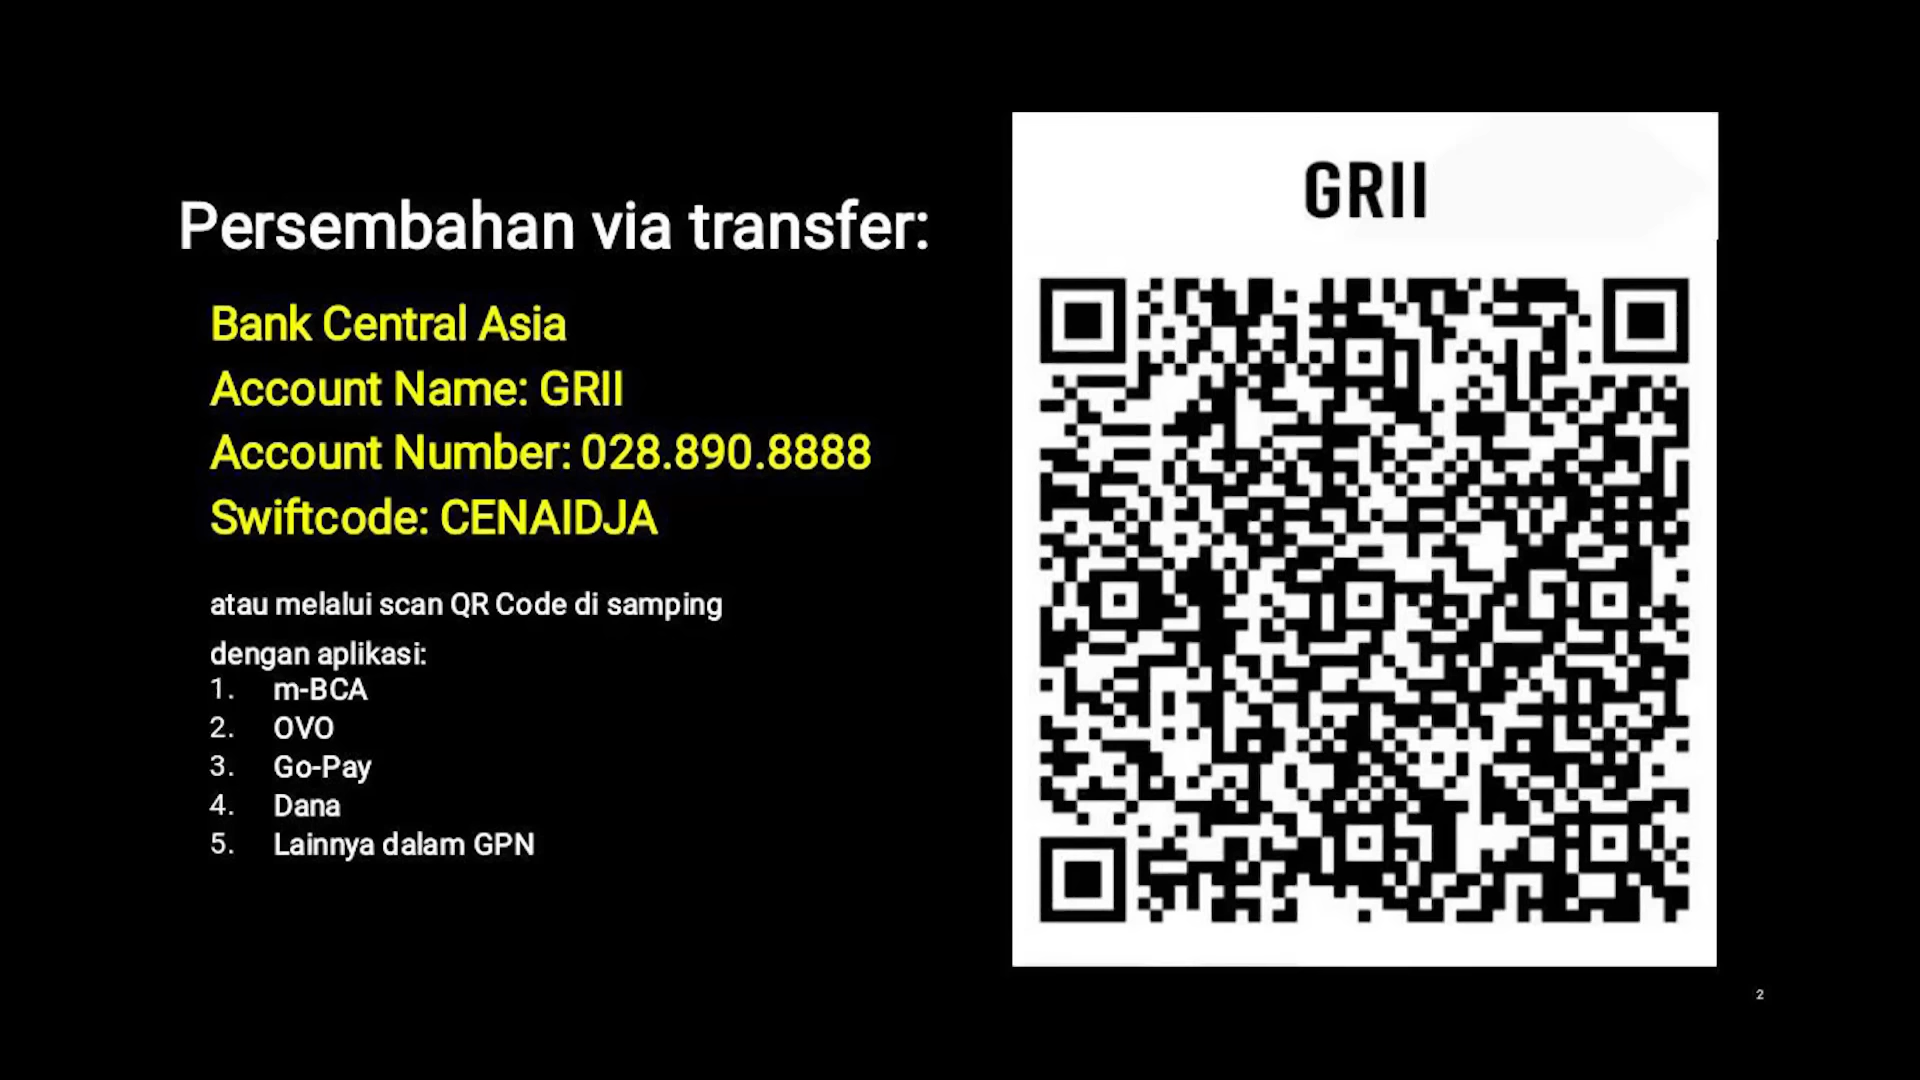 Persembahan via transfer:
Bank Central Asia
Account Name: GRII
Account Number: 028.890.8888
Swiftcode: CENAIDJA
atau melalui scan QR Code di samping
dengan aplikasi:
1. m-BCA
2. OVO
3. Go-Pay
4. Dana
5. Lainnya dalam GPN
GRII
2